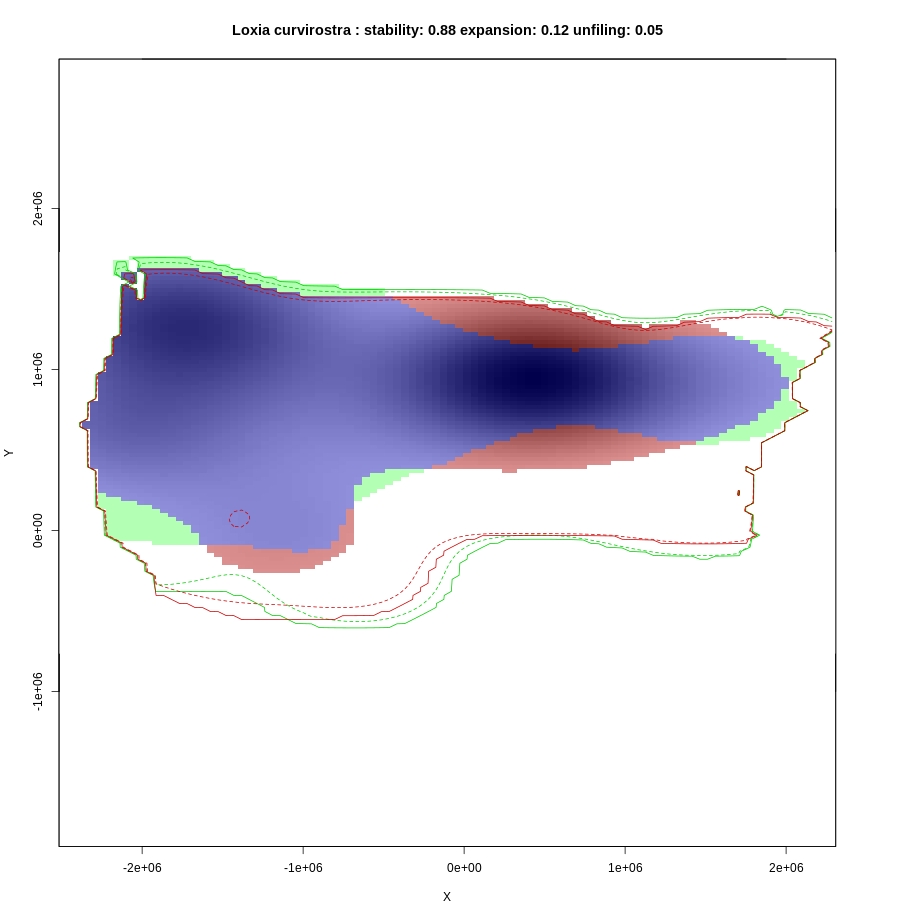 Loxia curvirostra : stability: 0.88 expansion: 0.12 unfiling: 0.05
2e+06
1e+06
0e+00
-1e+06
Y
-2e+06 -1e+06 0e+00 1e+06 2e+06
X